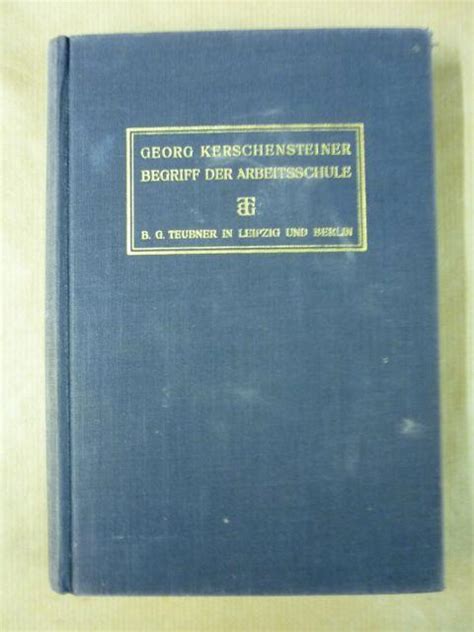 GEORG KERSCHENSTEINER
BEGRIFF DER ARBEITSSCHULE
B. G. TEUBNER IN LEIPZIG UND BERLIN